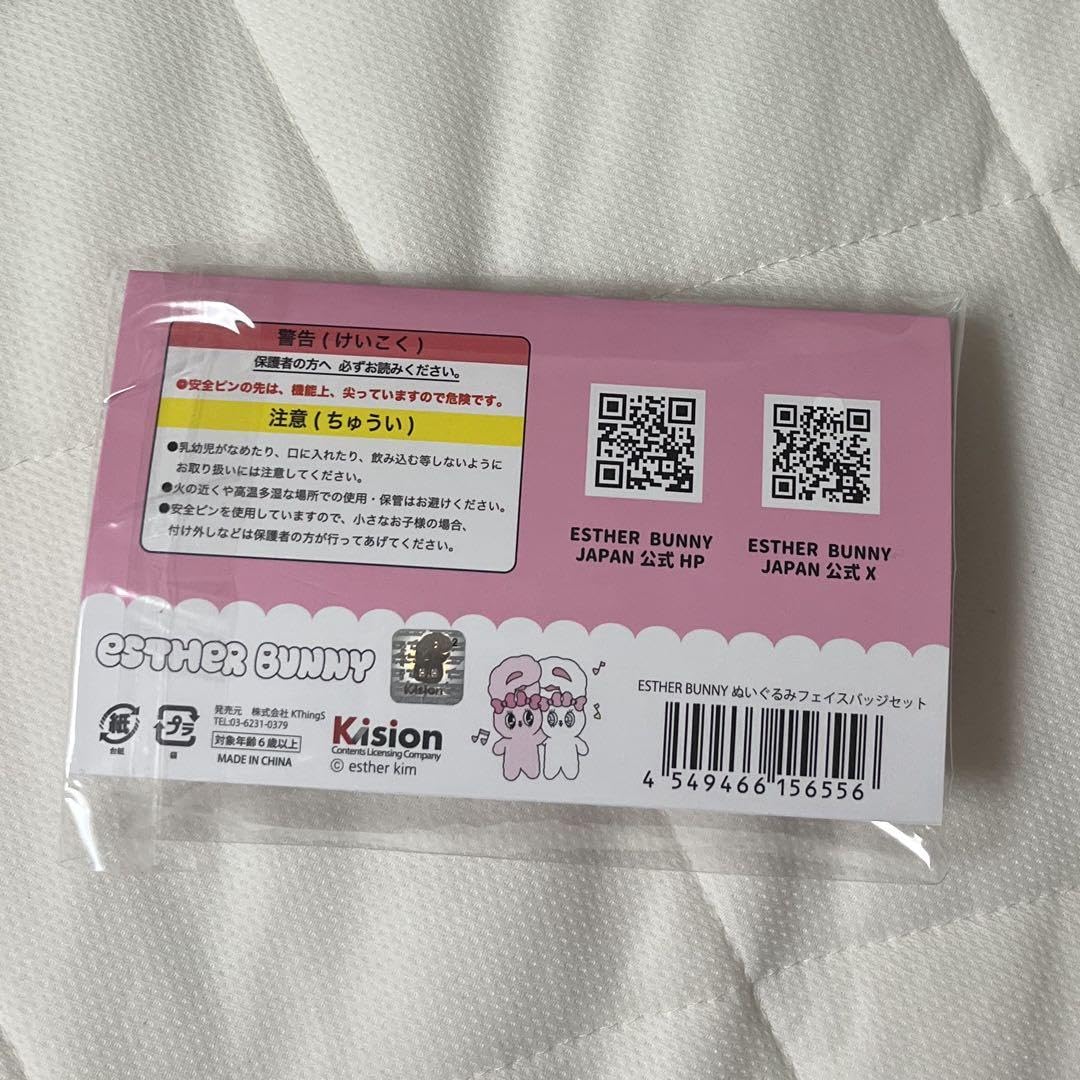 警告(けいこく)
保護者の方へ 必ずお読みください。
●安全ピンの先は、機能上、尖っていますので危険です。
注意(ちゅうい)
●乳幼児がなめたり、口に入れたり、飲み込む等しないように
お取り扱いには注意してください。
●火の近くや高温多湿な場所での使用・保管はお避けください。
●安全ピンを使用していますので、小さなお子様の場合、
付け外しなどは保護者の方が行ってあげてください。
ESTHER BUNNY
JAPAN 公式 HP
ESTHER BUNNY
JAPAN 公式 X
esTHeR BUNNY
Kision
紙
台紙
プラ
袋
発売元 株式会社 KThingS
TEL:03-6231-0379
対象年齢6歳以上
MADE IN CHINA
Kision
Contents Licensing Company
© esther kim
ESTHER BUNNY ぬいぐるみフェイスバッジセット
4 549466 156556